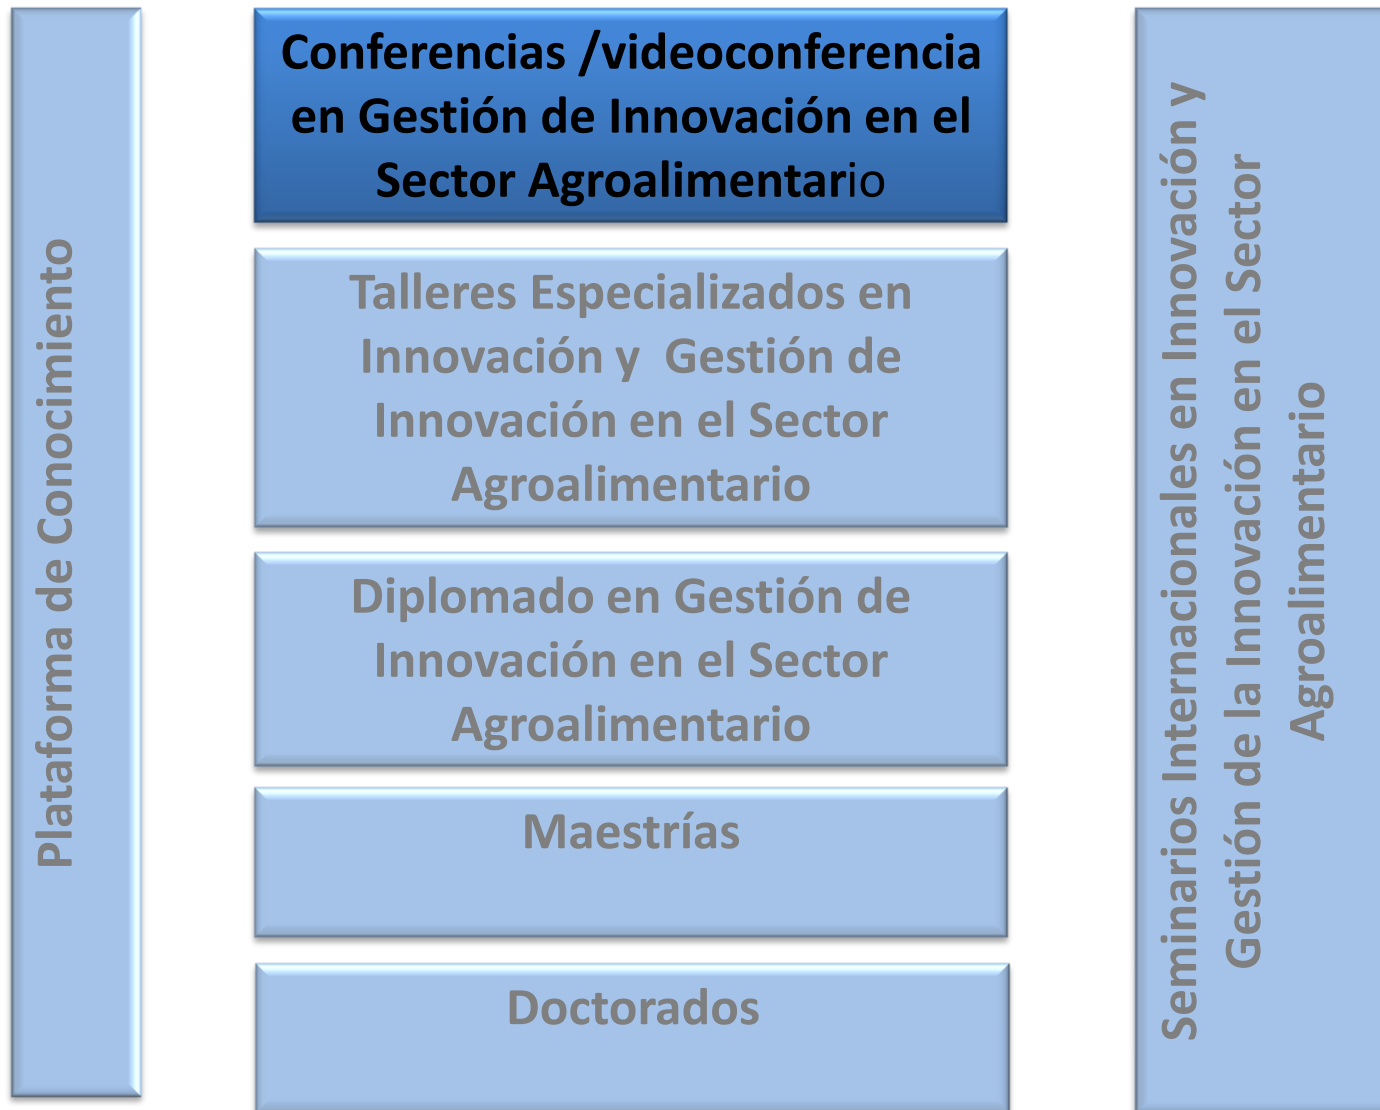 Plataforma de Conocimiento
Conferencias /videoconferencia
en Gestión de Innovación en el
Sector Agroalimentario
Talleres Especializados en
Innovación y  Gestión de
Innovación en el Sector
Agroalimentario
Diplomado en Gestión de
Innovación en el Sector
Agroalimentario
Maestrías
Doctorados
Seminarios Internacionales en Innovación y
Gestión de la Innovación en el Sector
Agroalimentario